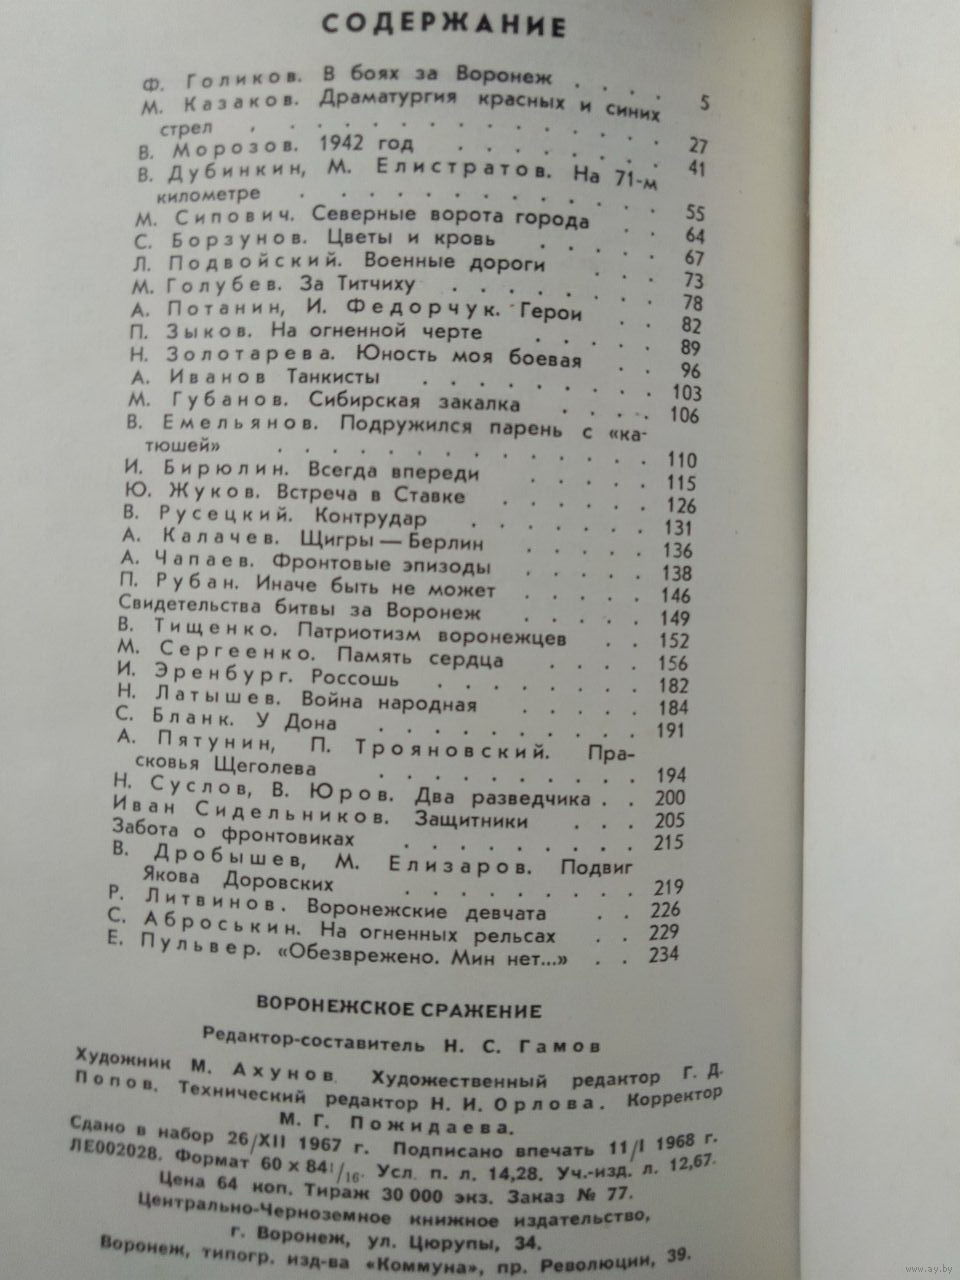 СОДЕРЖАНИЕ
Ф. Голиков. В боях за Воронеж . . . . 5
М. Казаков. Драматургия красных и синих
стрел . . . . . . . . . . . . . . 27
В. Морозов. 1942 год . . . . . . . . 41
В. Дубинкин, М. Елистратов. На 71-м
километре . . . . . . . . . . . . . 55
М. Сипович. Северные ворота города . . 64
С. Борзунов. Цветы и кровь . . . . 67
Л. Подвойский. Военные дороги . . . 73
М. Голубев. За Титчиху . . . . . . . 78
А. Потанин, И. Федорчук. Герои . . 82
П. Зыков. На огненной черте . . . . . 89
Н. Золотарева. Юность моя боевая . . 96
А. Иванов Танкисты . . . . . . . . 103
М. Губанов. Сибирская закалка . . . . . 106
В. Емельянов. Подружился парень с «ка-
тюшей» . . . . . . . . . . . . . 110
И. Бирюлин. Всегда впереди . . . . . 115
Ю. Жуков. Встреча в Ставке . . . . . 126
В. Русецкий. Контрудар . . . . . . . 131
А. Калачев. Щигры — Берлин . . . . . 136
А. Чапаев. Фронтовые эпизоды . . . . . 138
П. Рубан. Иначе быть не может . . . . . 146
Свидетельства битвы за Воронеж . . . . . 149
В. Тищенко. Патриотизм воронежцев . . 152
М. Сергеенко. Память сердца . . . . 156
И. Эренбург. Россошь . . . . . . . . 182
Н. Латышев. Война народная . . . . . 184
С. Бланк. У Дона . . . . . . . . . . 191
А. Пятунин, П. Трояновский. Пра-
сковья Щеголева . . . . . . . . . . 194
Н. Суслов, В. Юров. Два разведчика . . 200
Иван Сидельников. Защитники . . . 205
Забота о фронтовиках . . . . . . . . . 215
В. Дробышев, М. Елизаров. Подвиг
Якова Доровских . . . . . . . . . 219
Р. Литвинов. Воронежские девчата . . 226
С. Аброськин. На огненных рельсах . . 229
Е. Пульвер. «Обезврежено. Мин нет...» . . 234
ВОРОНЕЖСКОЕ СРАЖЕНИЕ
Редактор-составитель Н. С. Гамов
Художник М. Ахунов. Художественный редактор Г. Д.
Попов. Технический редактор Н. И. Орлова. Корректор
М. Г. Пожидаева.
Сдано в набор 26/XII 1967 г. Подписано впечать 11/I 1968 г.
ЛЕ002028. Формат 60 х 84 1/16. Усл. п. л. 14,28. Уч.-изд. л. 12,67.
Цена 64 коп. Тираж 30 000 экз. Заказ № 77.
Центрально-Черноземное книжное издательство,
г. Воронеж, ул. Цюрупы, 34.
Воронеж, типогр. изд-ва «Коммуна», пр. Революции, 39.
www.ay.by